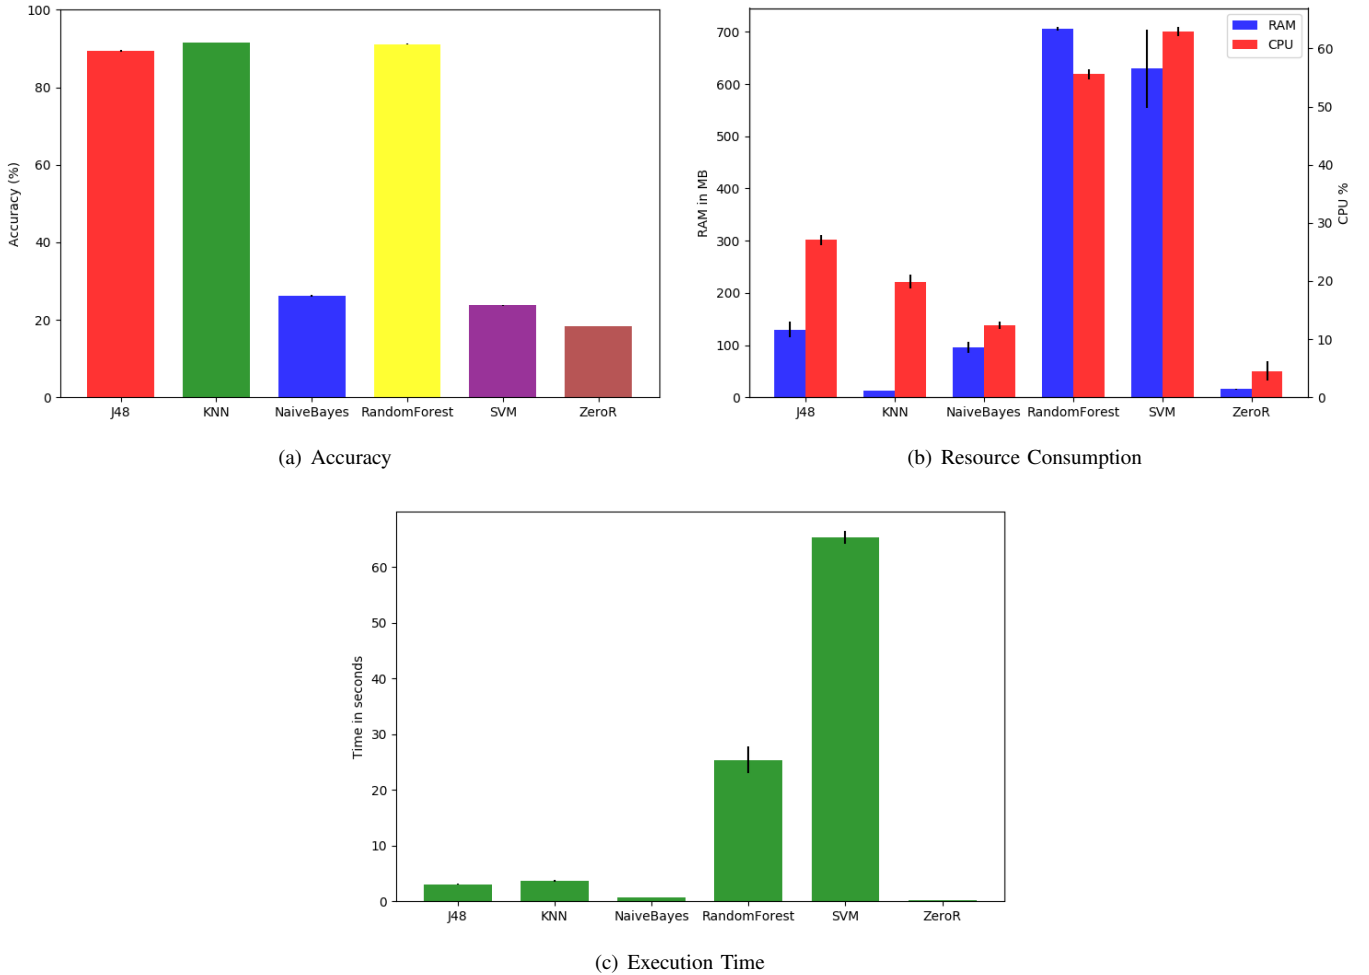 100
80
60
40
20
0
Accuracy (%)
J48 KNN NaiveBayes RandomForest SVM ZeroR
(a) Accuracy
700
600
500
400
300
200
100
0
RAM in MB
RAM
CPU
60
50
40
30
20
10
0
CPU %
J48 KNN NaiveBayes RandomForest SVM ZeroR
(b) Resource Consumption
60
50
40
30
20
10
0
Time in seconds
J48 KNN NaiveBayes RandomForest SVM ZeroR
(c) Execution Time